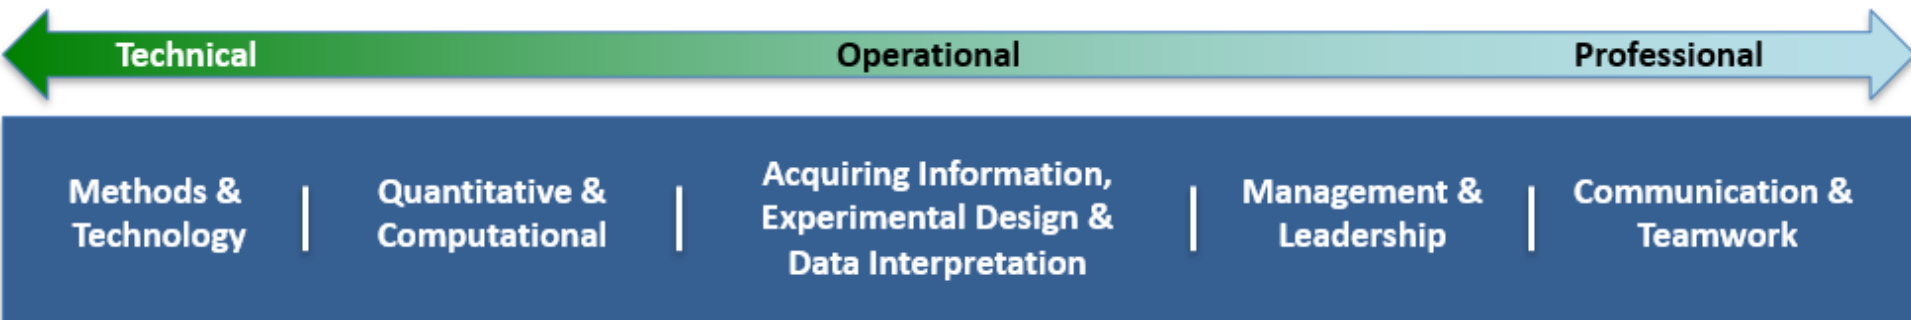 Technical
Operational
Professional
Methods &
Technology
Quantitative &
Computational
Acquiring Information,
Experimental Design &
Data Interpretation
Management &
Leadership
Communication &
Teamwork